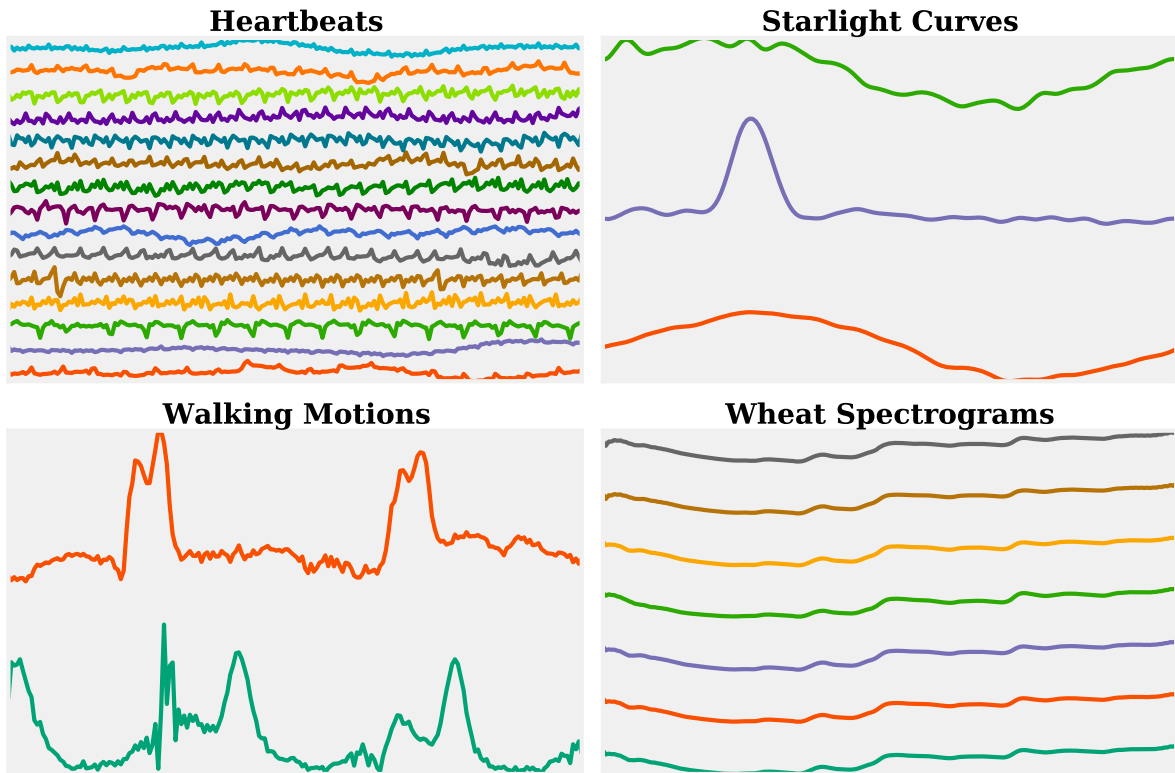 Heartbeats
Starlight Curves
Walking Motions
Wheat Spectrograms